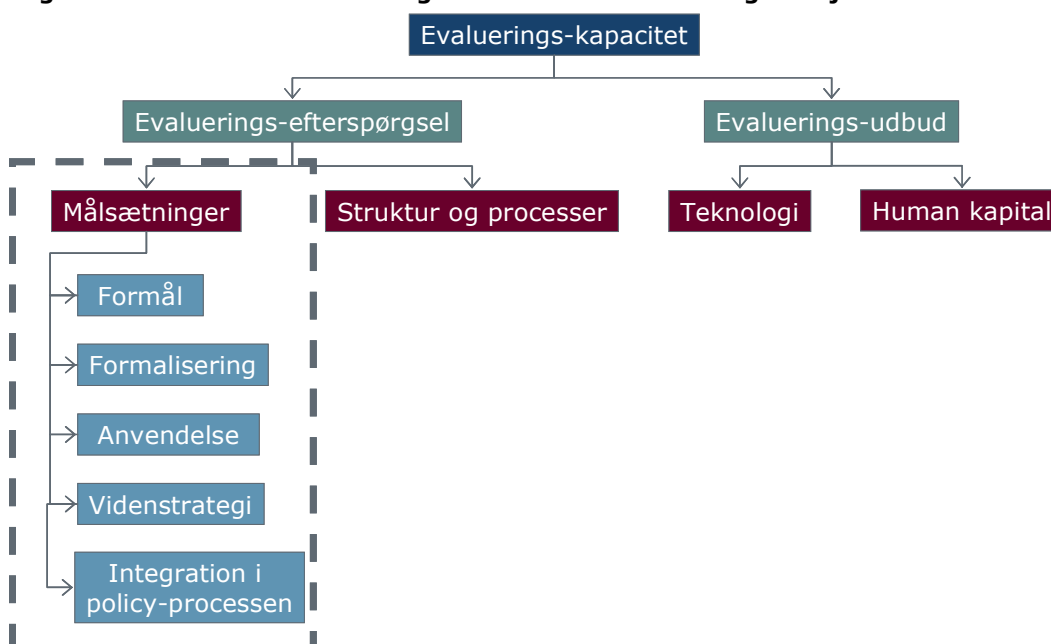 Evaluerings-kapacitet
Evaluerings-efterspørgsel
Evaluerings-udbud
Målsætninger
Struktur og processer
Teknologi
Human kapital
Formål
Formalisering
Anvendelse
Videnstrategi
Integration i
policy-processen